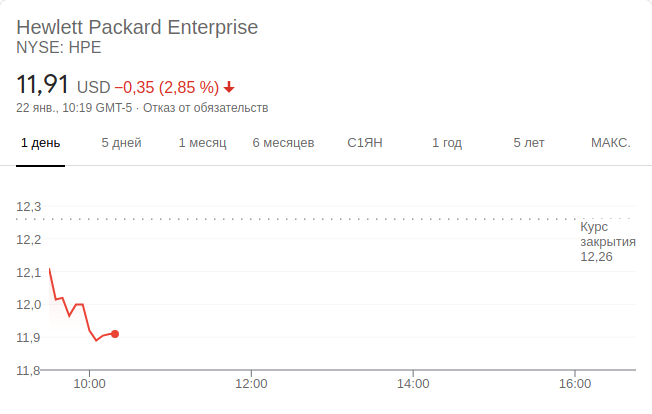 Hewlett Packard Enterprise
NYSE: HPE
11,91 USD −0,35 (2,85 %)
22 янв., 10:19 GMT-5 · Отказ от обязательств
1 день 5 дней 1 месяц 6 месяцев С1ЯН 1 год 5 лет МАКС.
12,3
12,2
12,1
12,0
11,9
11,8
Курс
закрытия
12,26
10:00 12:00 14:00 16:00